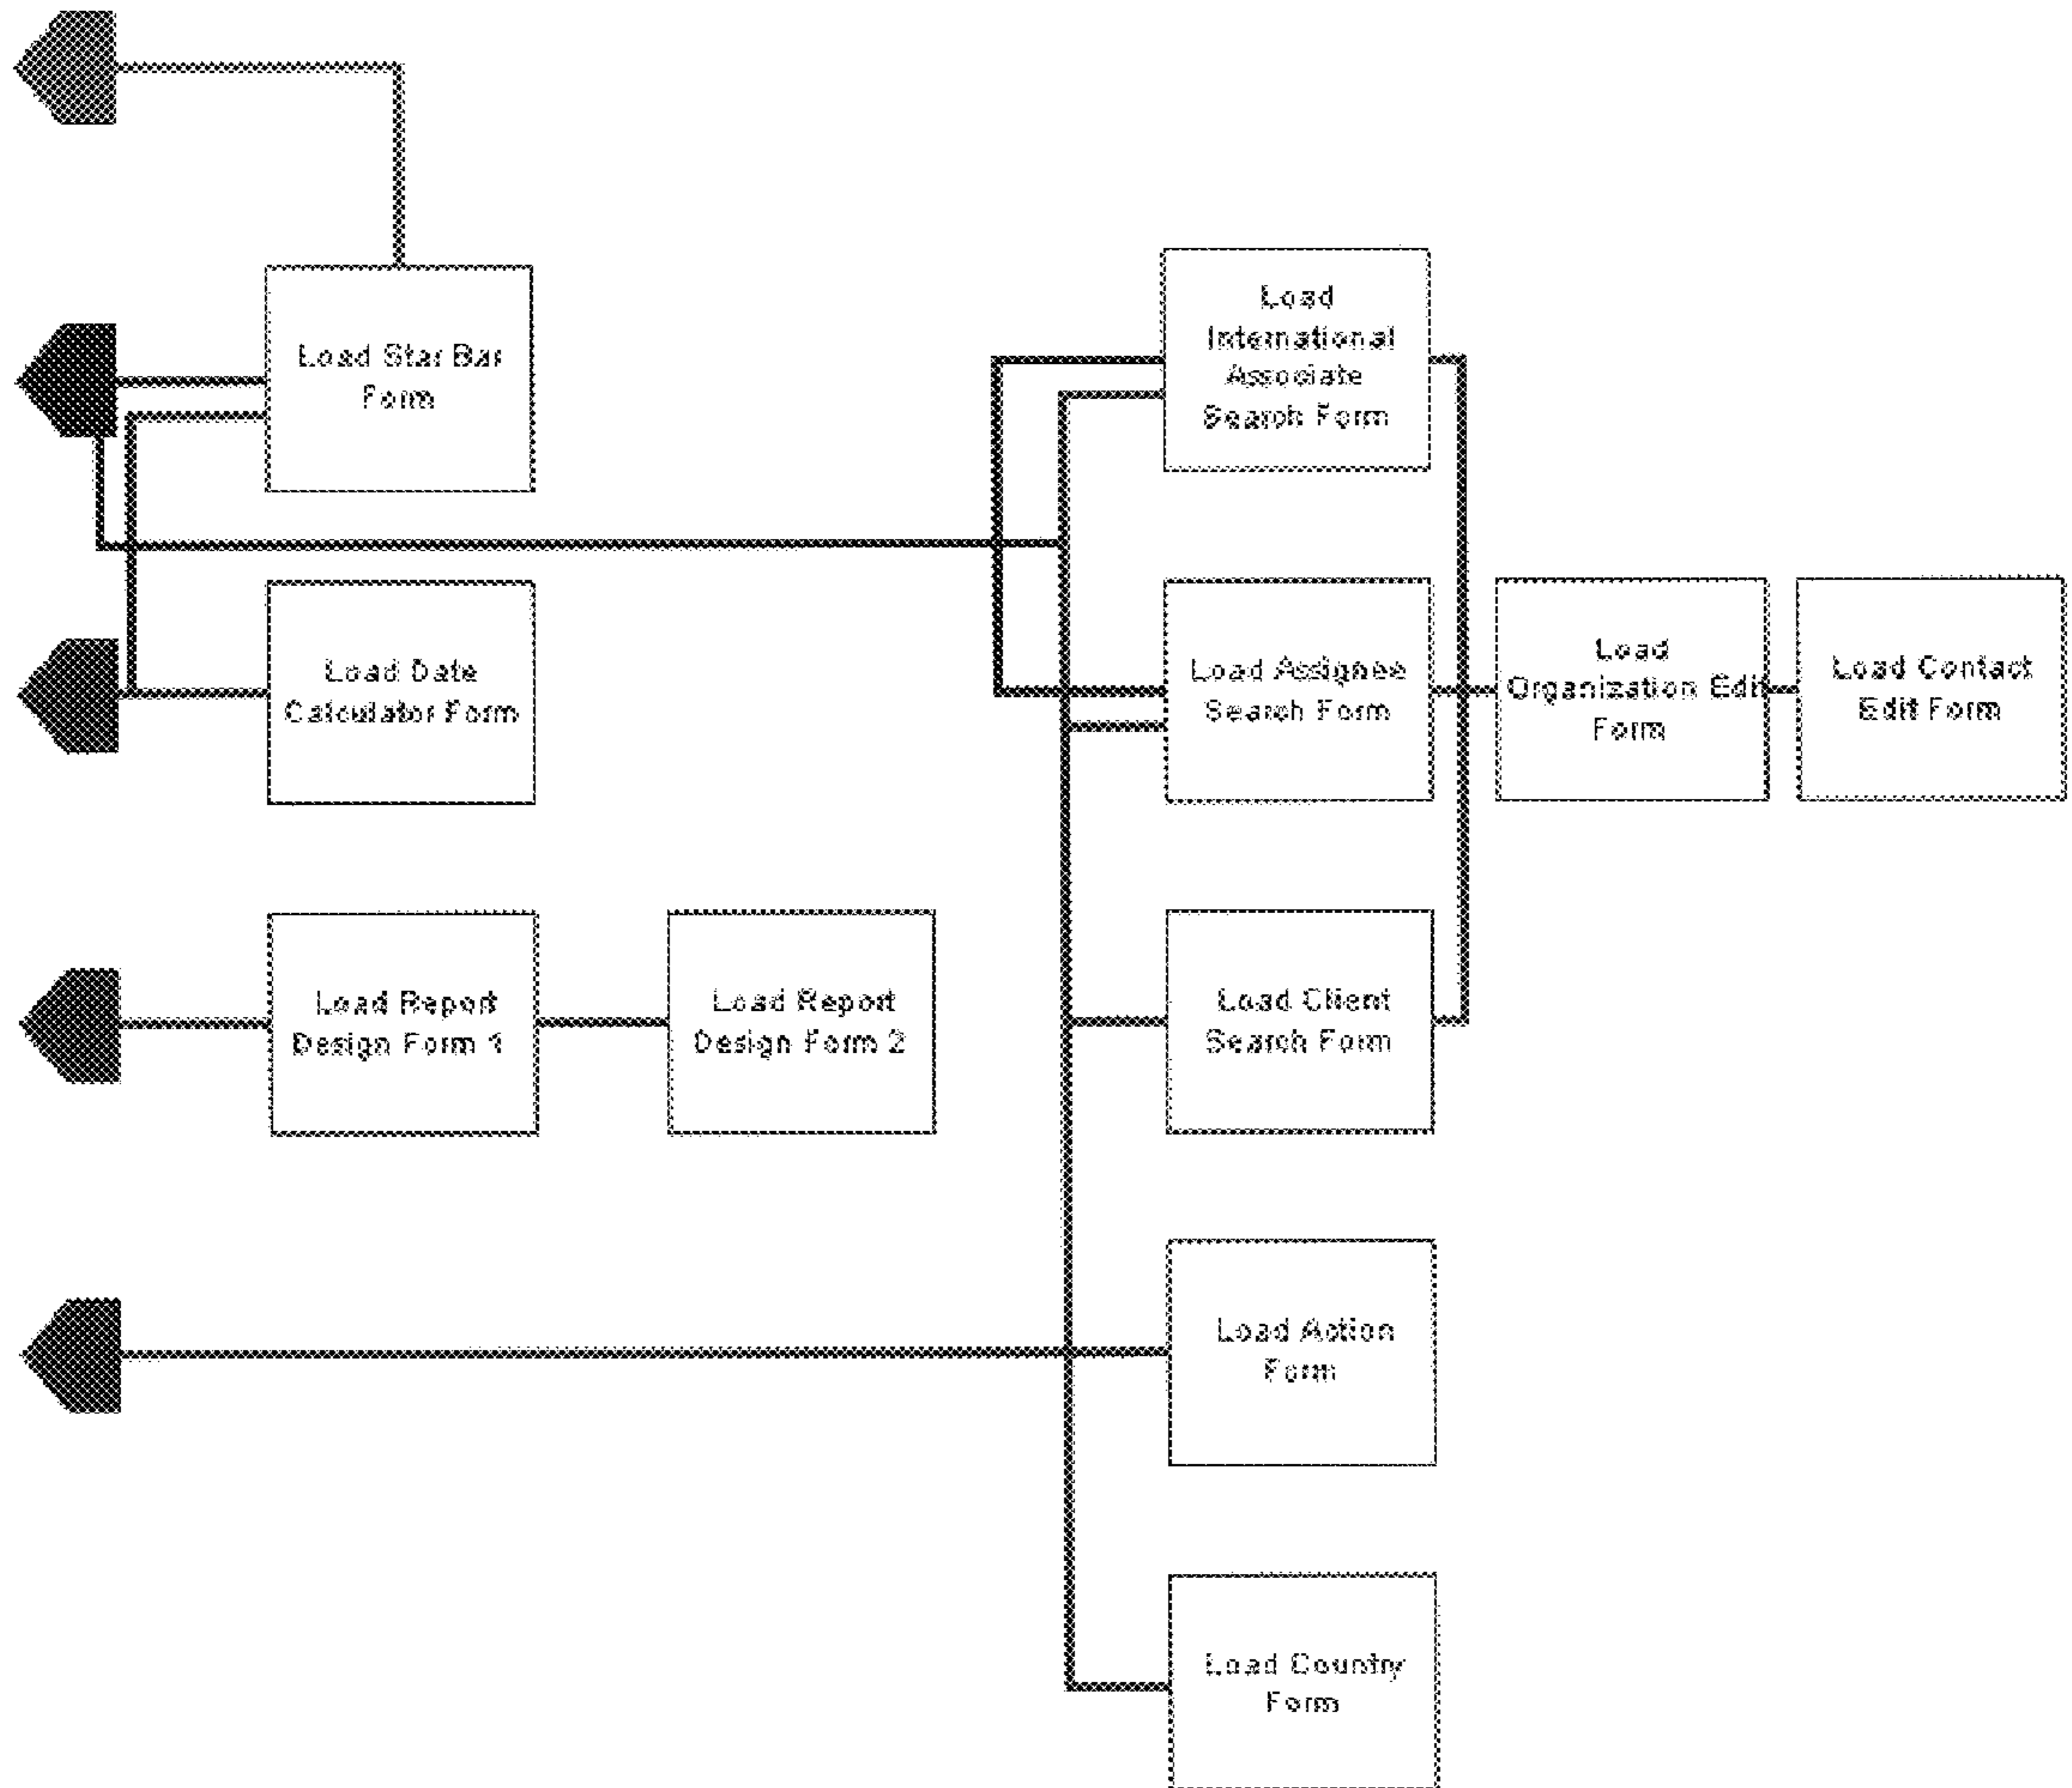 Load Star Bar
Form
Load
International
Associate
Search Form
Load Date
Calculator Form
Load Assignee
Search Form
Load
Organization Edit
Form
Load Contact
Edit Form
Load Report
Design Form 1
Load Report
Design Form 2
Load Client
Search Form
Load Action
Form
Load Country
Form